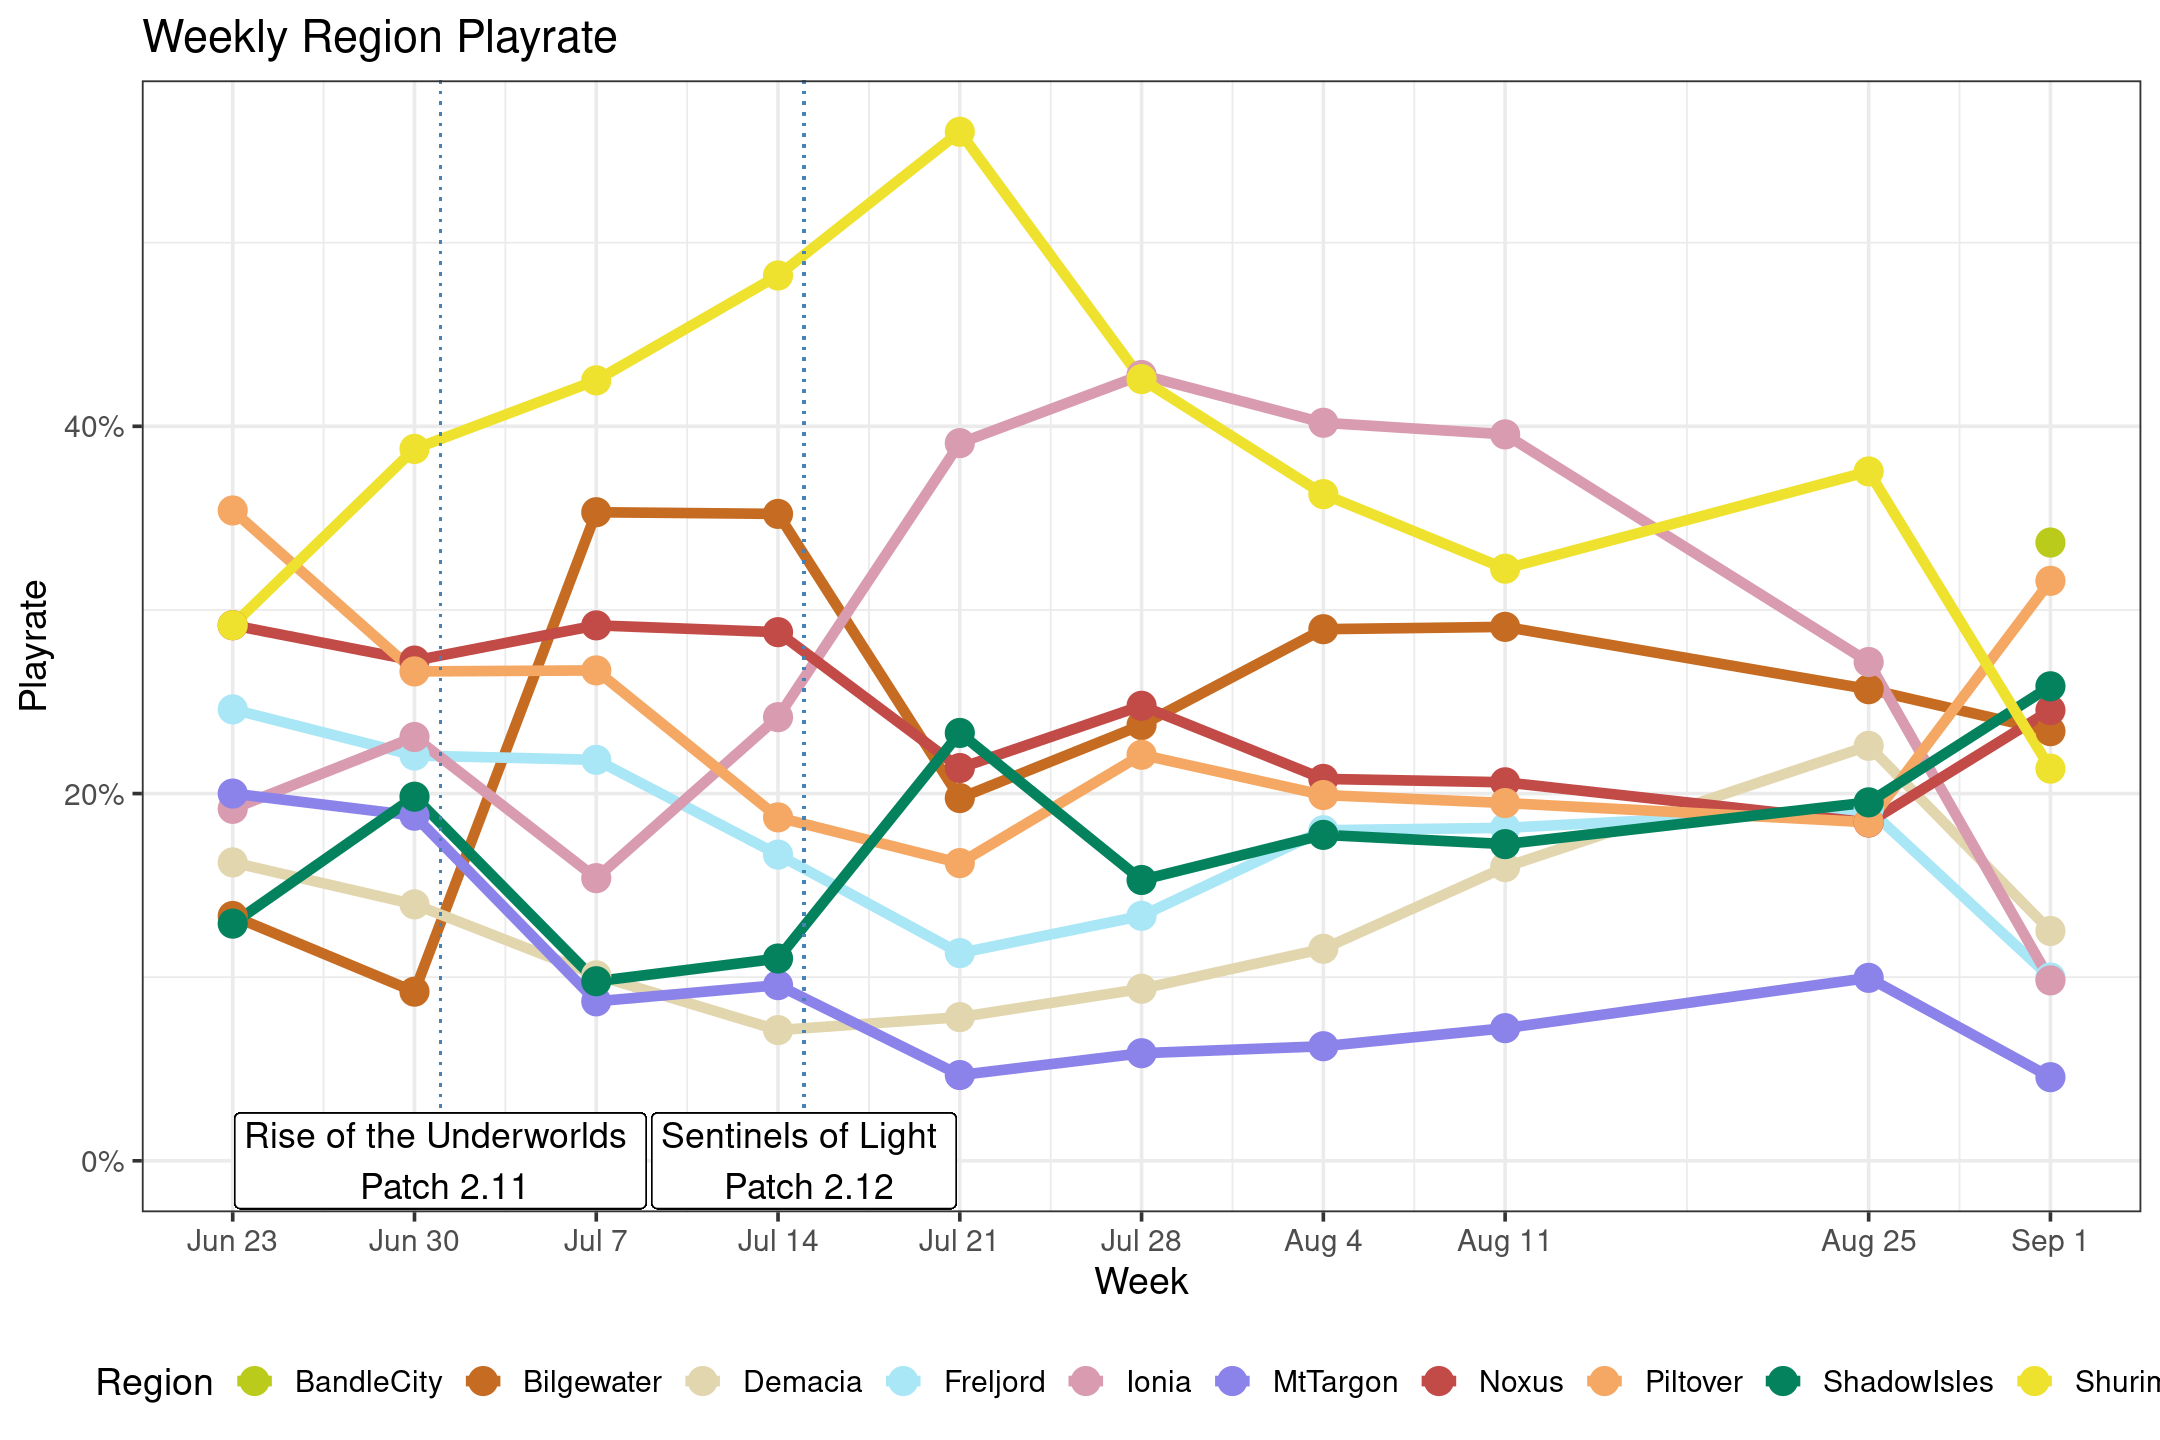 Weekly Region Playrate
Playrate
40%
20%
0%
Rise of the Underworlds
Patch 2.11
Sentinels of Light
Patch 2.12
Jun 23 Jun 30 Jul 7 Jul 14 Jul 21 Jul 28 Aug 4 Aug 11 Aug 25 Sep 1
Week
Region BandleCity Bilgewater Demacia Freljord Ionia MtTargon Noxus Piltover ShadowIsles